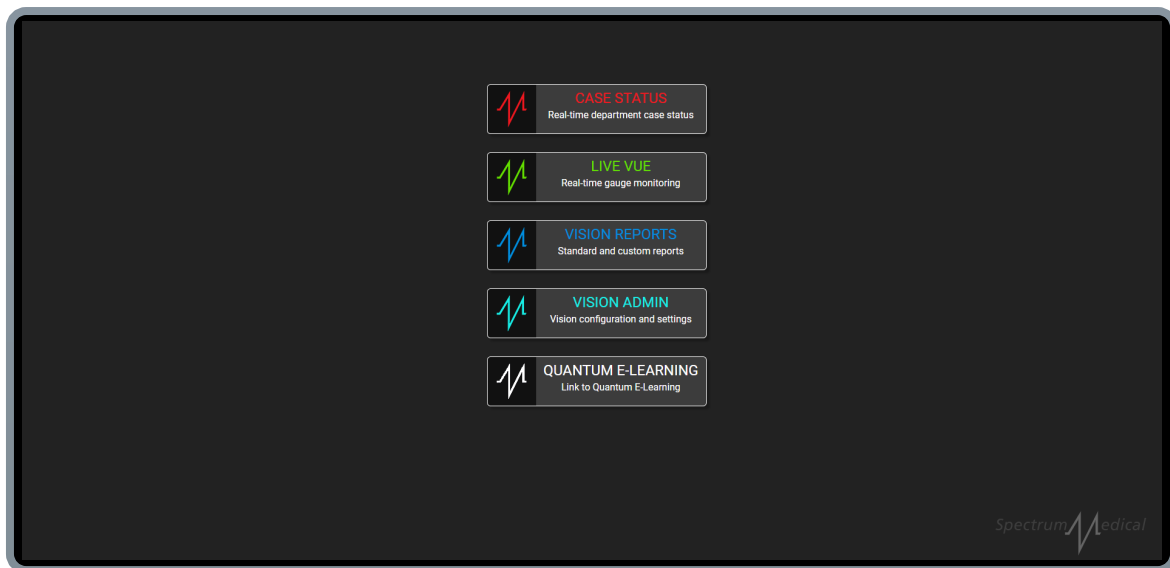 CASE STATUS
Real-time department case status
LIVE VUE
Real-time gauge monitoring
VISION REPORTS
Standard and custom reports
VISION ADMIN
Vision configuration and settings
QUANTUM E-LEARNING
Link to Quantum E-Learning
Spectrum Medical